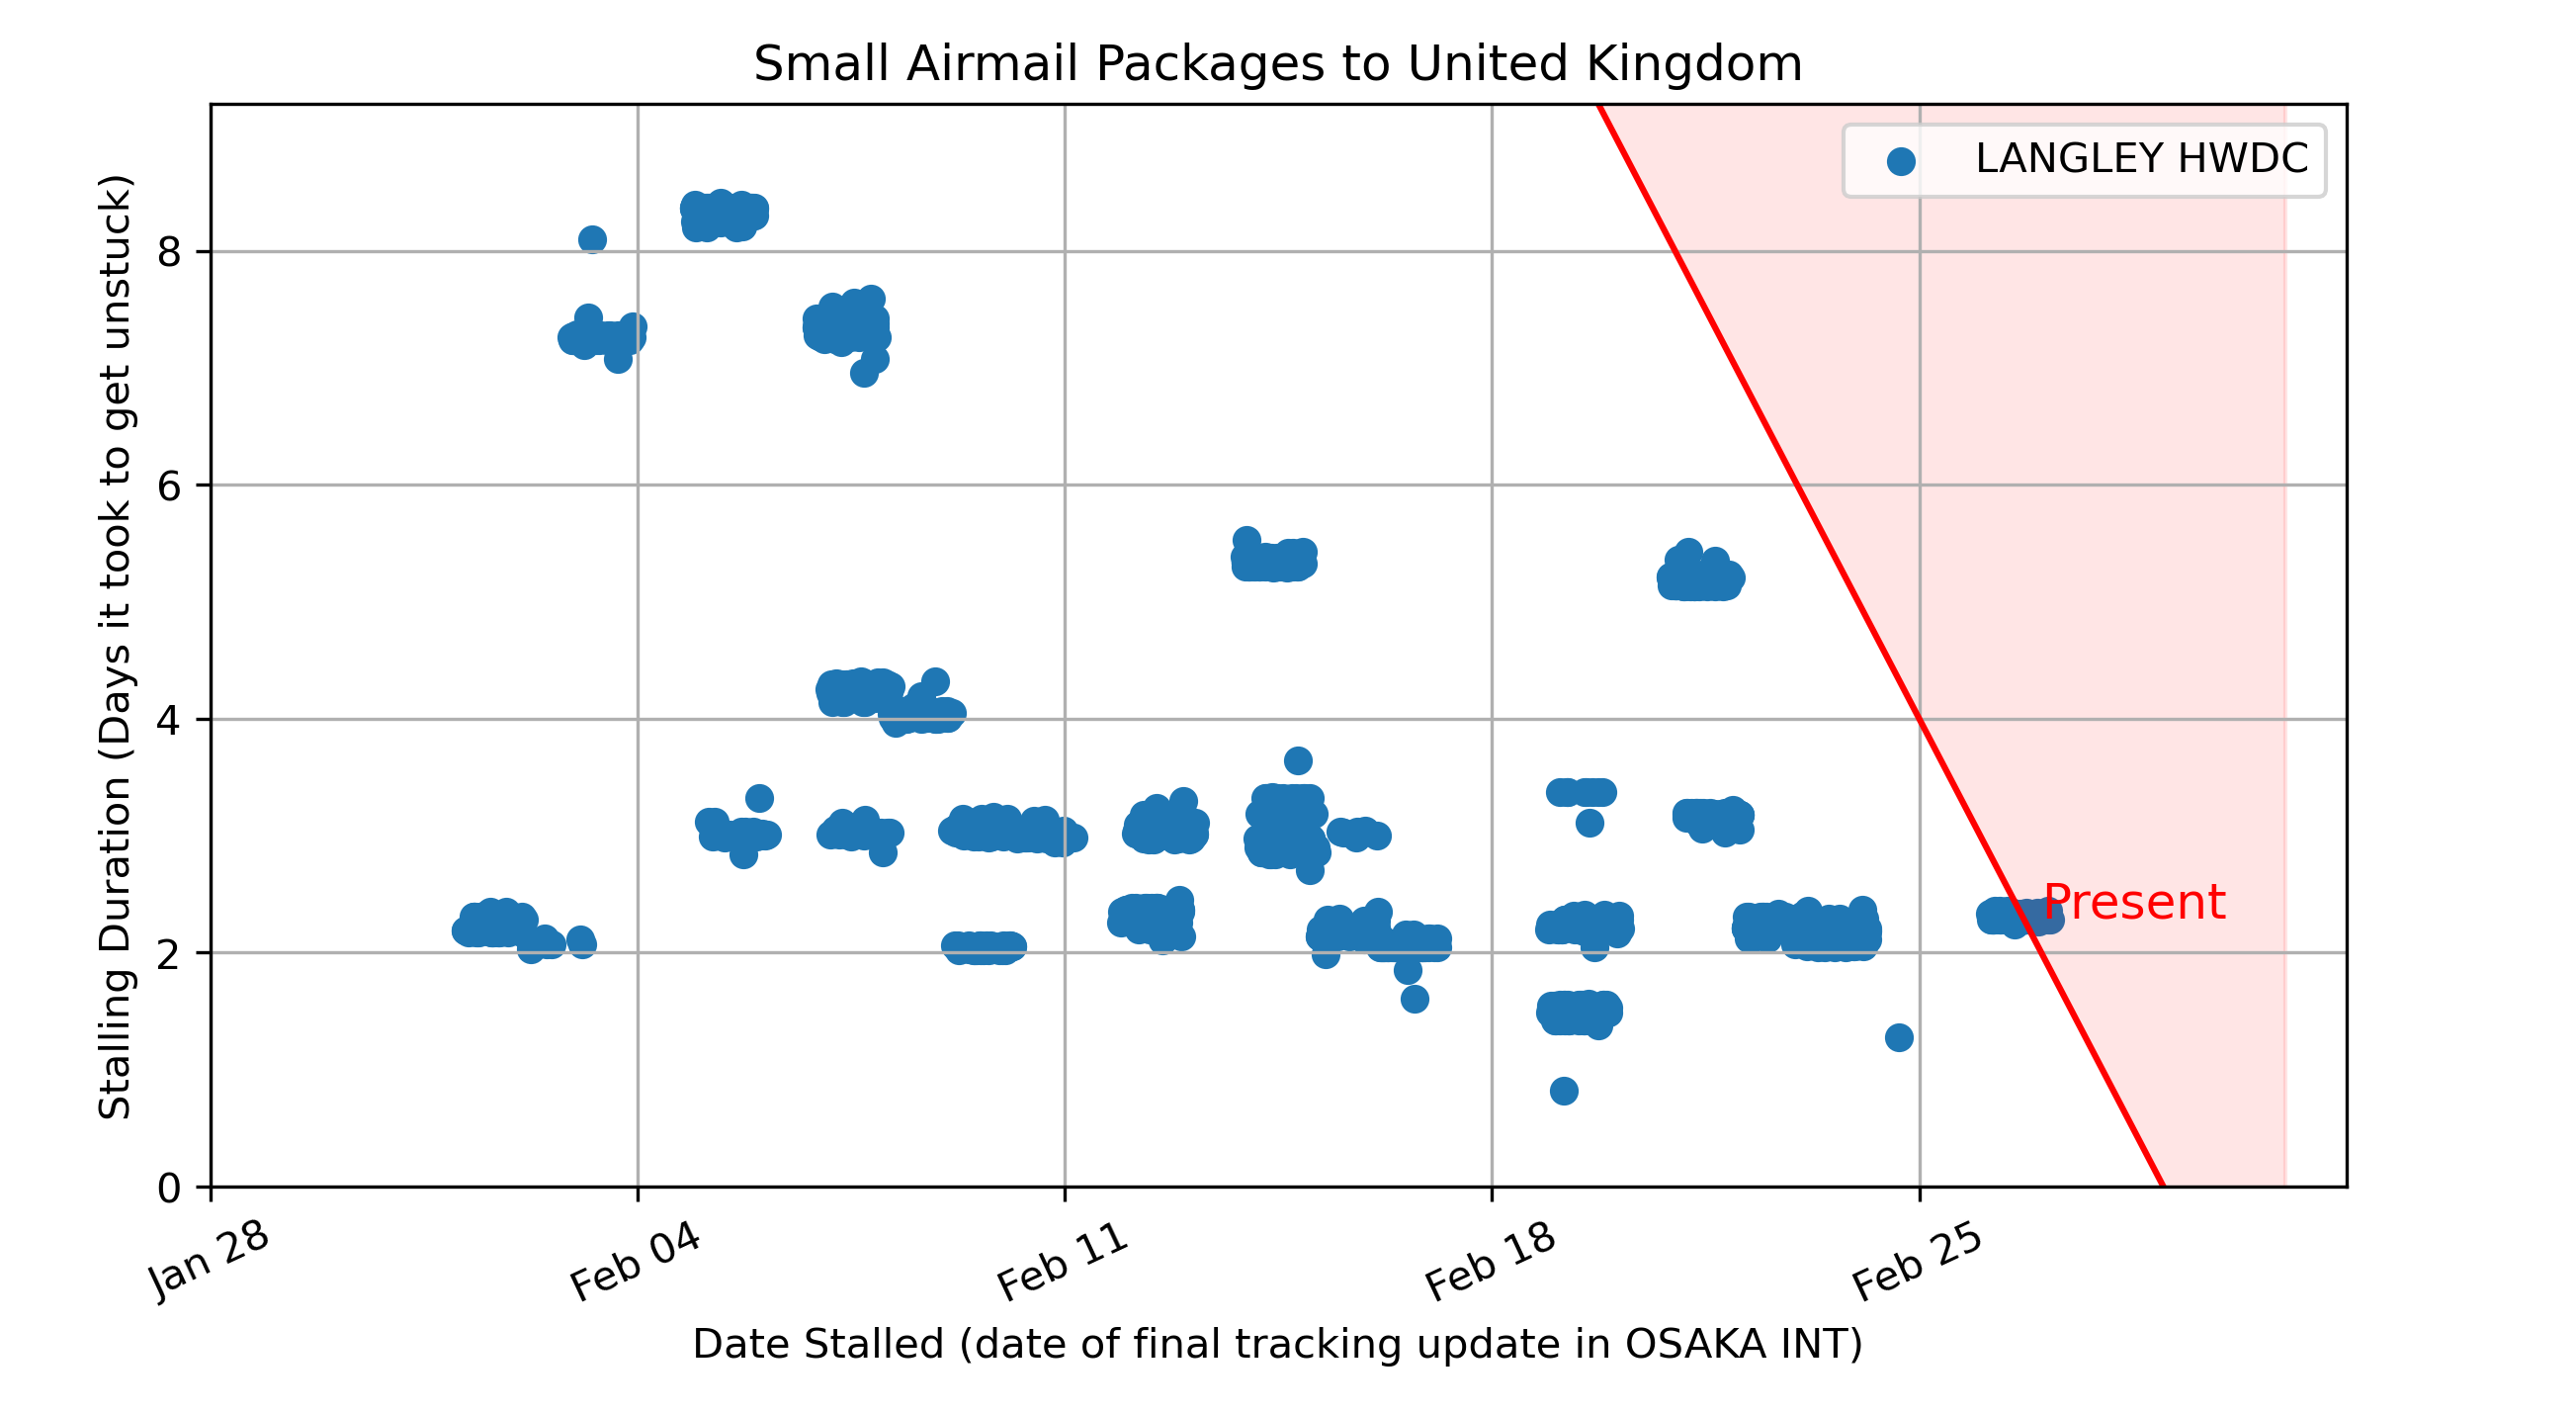 Small Airmail Packages to United Kingdom
LANGLEY HWDC
Stalling Duration (Days it took to get unstuck)
8
6
4
2
0
Present
Jan 28
Feb 04
Feb 11
Feb 18
Feb 25
Date Stalled (date of final tracking update in OSAKA INT)